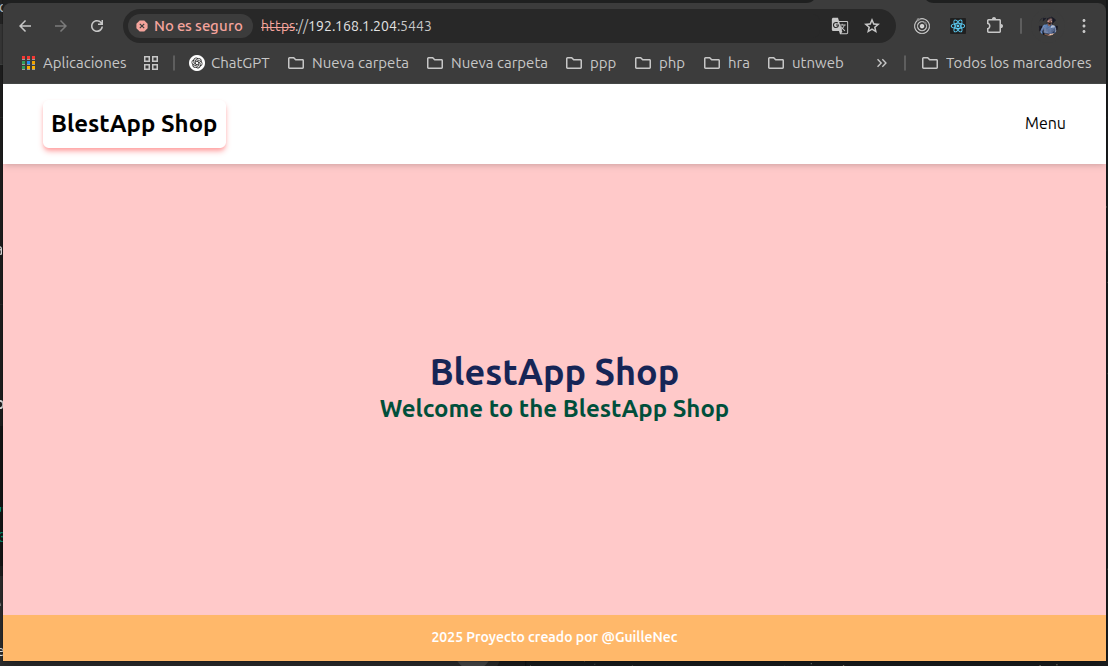 No es seguro https://192.168.1.204:5443
Aplicaciones ChatGPT Nueva carpeta Nueva carpeta ppp php hra utnweb » Todos los marcadores
BlestApp Shop Menu
BlestApp Shop
Welcome to the BlestApp Shop
2025 Proyecto creado por @GuilleNec